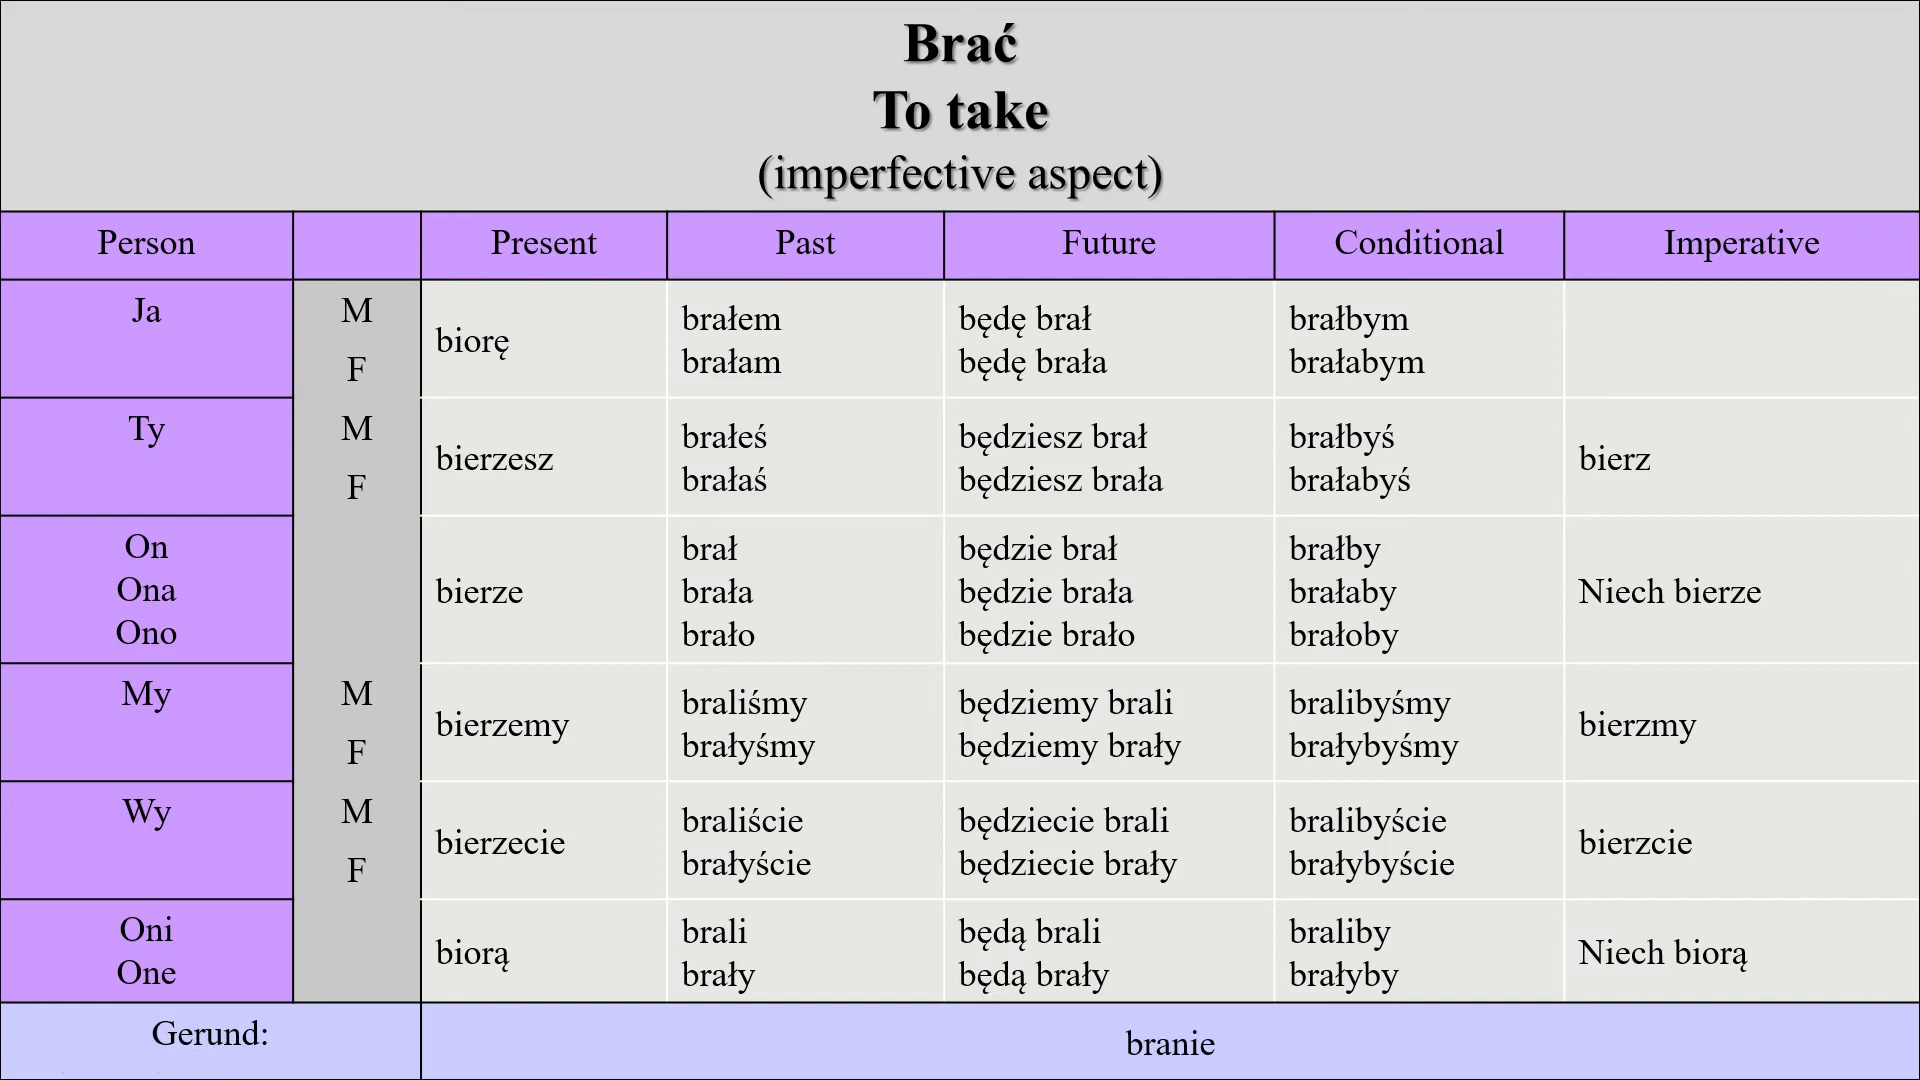 Brać
To take
(imperfective aspect)
Person Present Past Future Conditional Imperative
Ja
M
F
biorę
brałem
brałam
będę brał
będę brała
brałbym
brałabym
Ty
M
F
bierzesz
brałeś
brałaś
będziesz brał
będziesz brała
brałbyś
brałabyś
bierz
On
Ona
Ono
bierze
brał
brała
brało
będzie brał
będzie brała
będzie brało
brałby
brałaby
brałoby
Niech bierze
My
M
F
bierzemy
braliśmy
brałyśmy
będziemy brali
będziemy brały
bralibyśmy
brałybyśmy
bierzmy
Wy
M
F
bierzecie
braliście
brałyście
będziecie brali
będziecie brały
bralibyście
brałybyście
bierzcie
Oni
One
biorą
brali
brały
będą brali
będą brały
braliby
brałyby
Niech biorą
Gerund:
branie